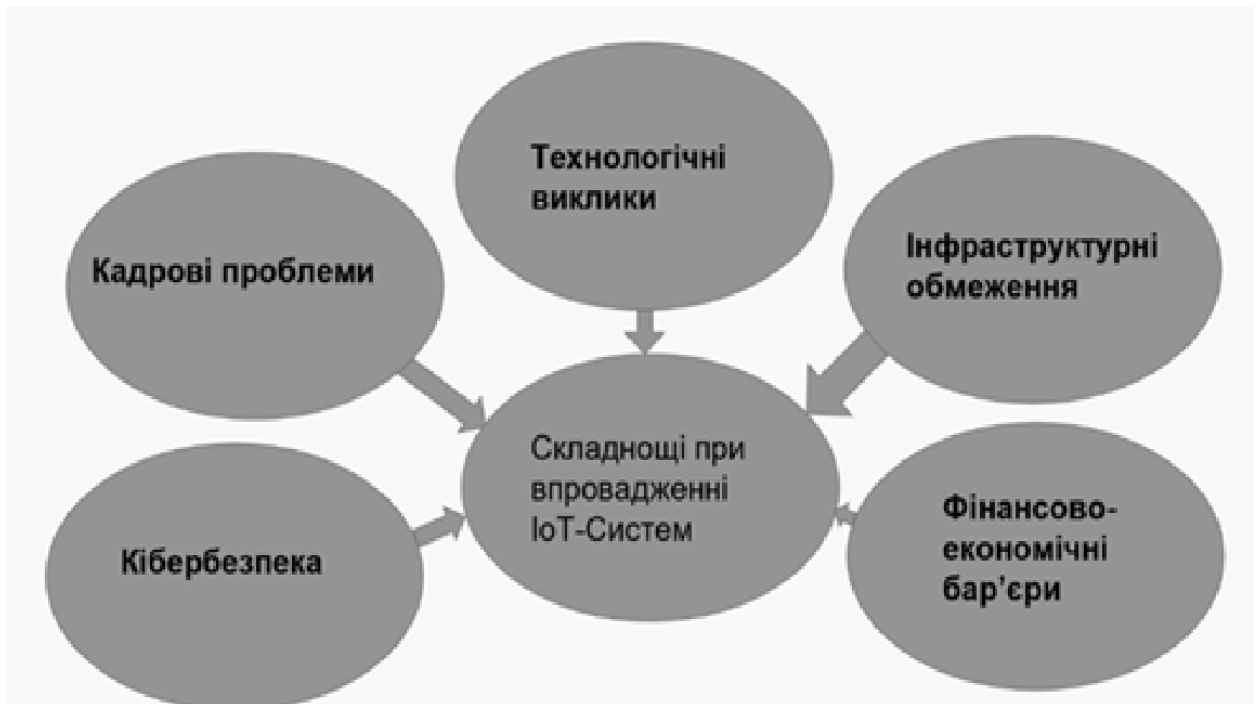 Технологічні
виклики
Кадрові проблеми
Інфраструктурні
обмеження
Складнощі при
впровадженні
IoT-Систем
Кібербезпека
Фінансово-
економічні
бар’єри